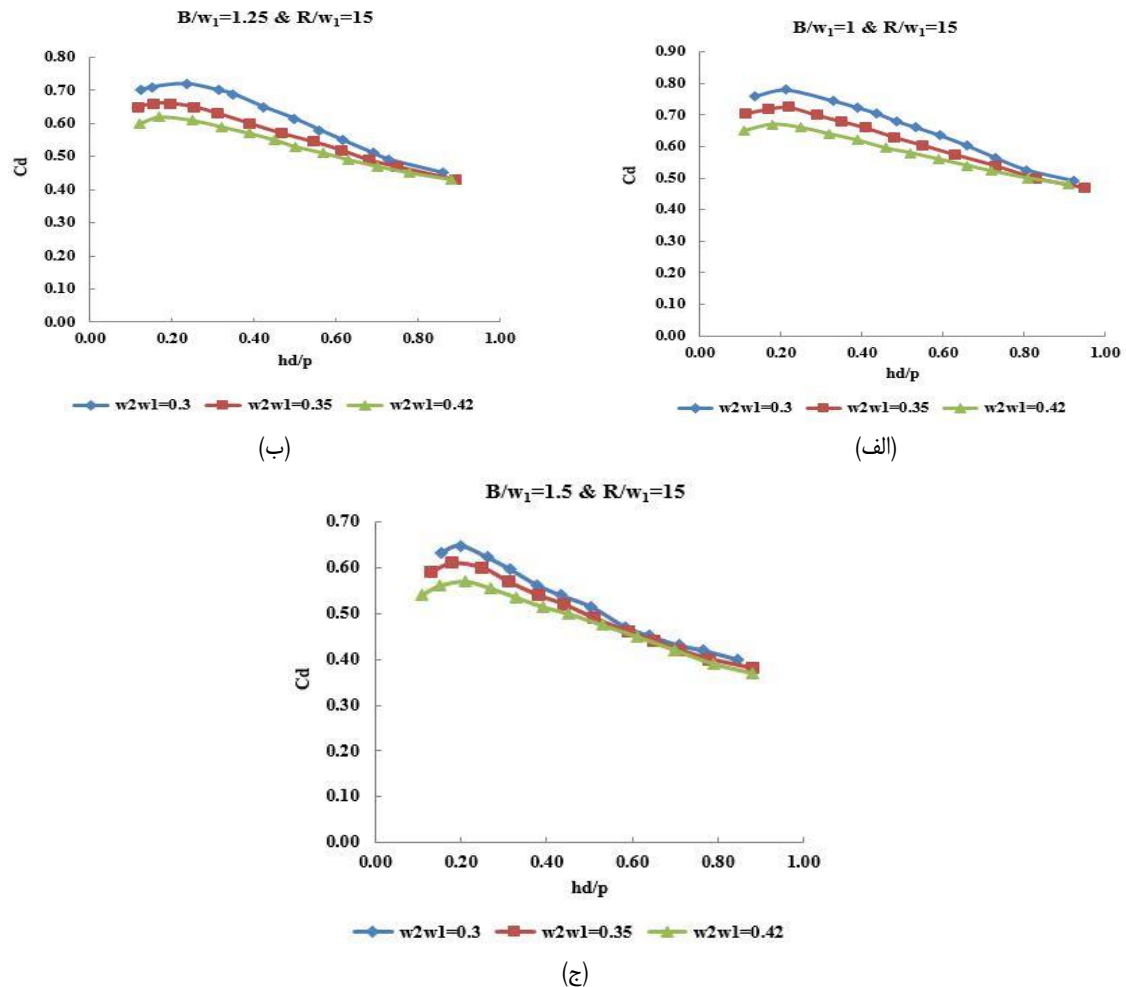 B/w₁=1.25 & R/w₁=15
0.80
0.70
0.60
0.50
0.40
0.30
0.20
0.10
0.00
Cd
0.00 0.20 0.40 0.60 0.80 1.00
hd/p
w2w1=0.3 w2w1=0.35 w2w1=0.42
(ب)
B/w₁=1 & R/w₁=15
0.90
0.80
0.70
0.60
0.50
0.40
0.30
0.20
0.10
0.00
Cd
0.00 0.20 0.40 0.60 0.80 1.00
hd/p
w2w1=0.3 w2w1=0.35 w2w1=0.42
(الف)
B/w₁=1.5 & R/w₁=15
0.70
0.60
0.50
0.40
0.30
0.20
0.10
0.00
Cd
0.00 0.20 0.40 0.60 0.80 1.00
hd/p
w2w1=0.3 w2w1=0.35 w2w1=0.42
(ج)